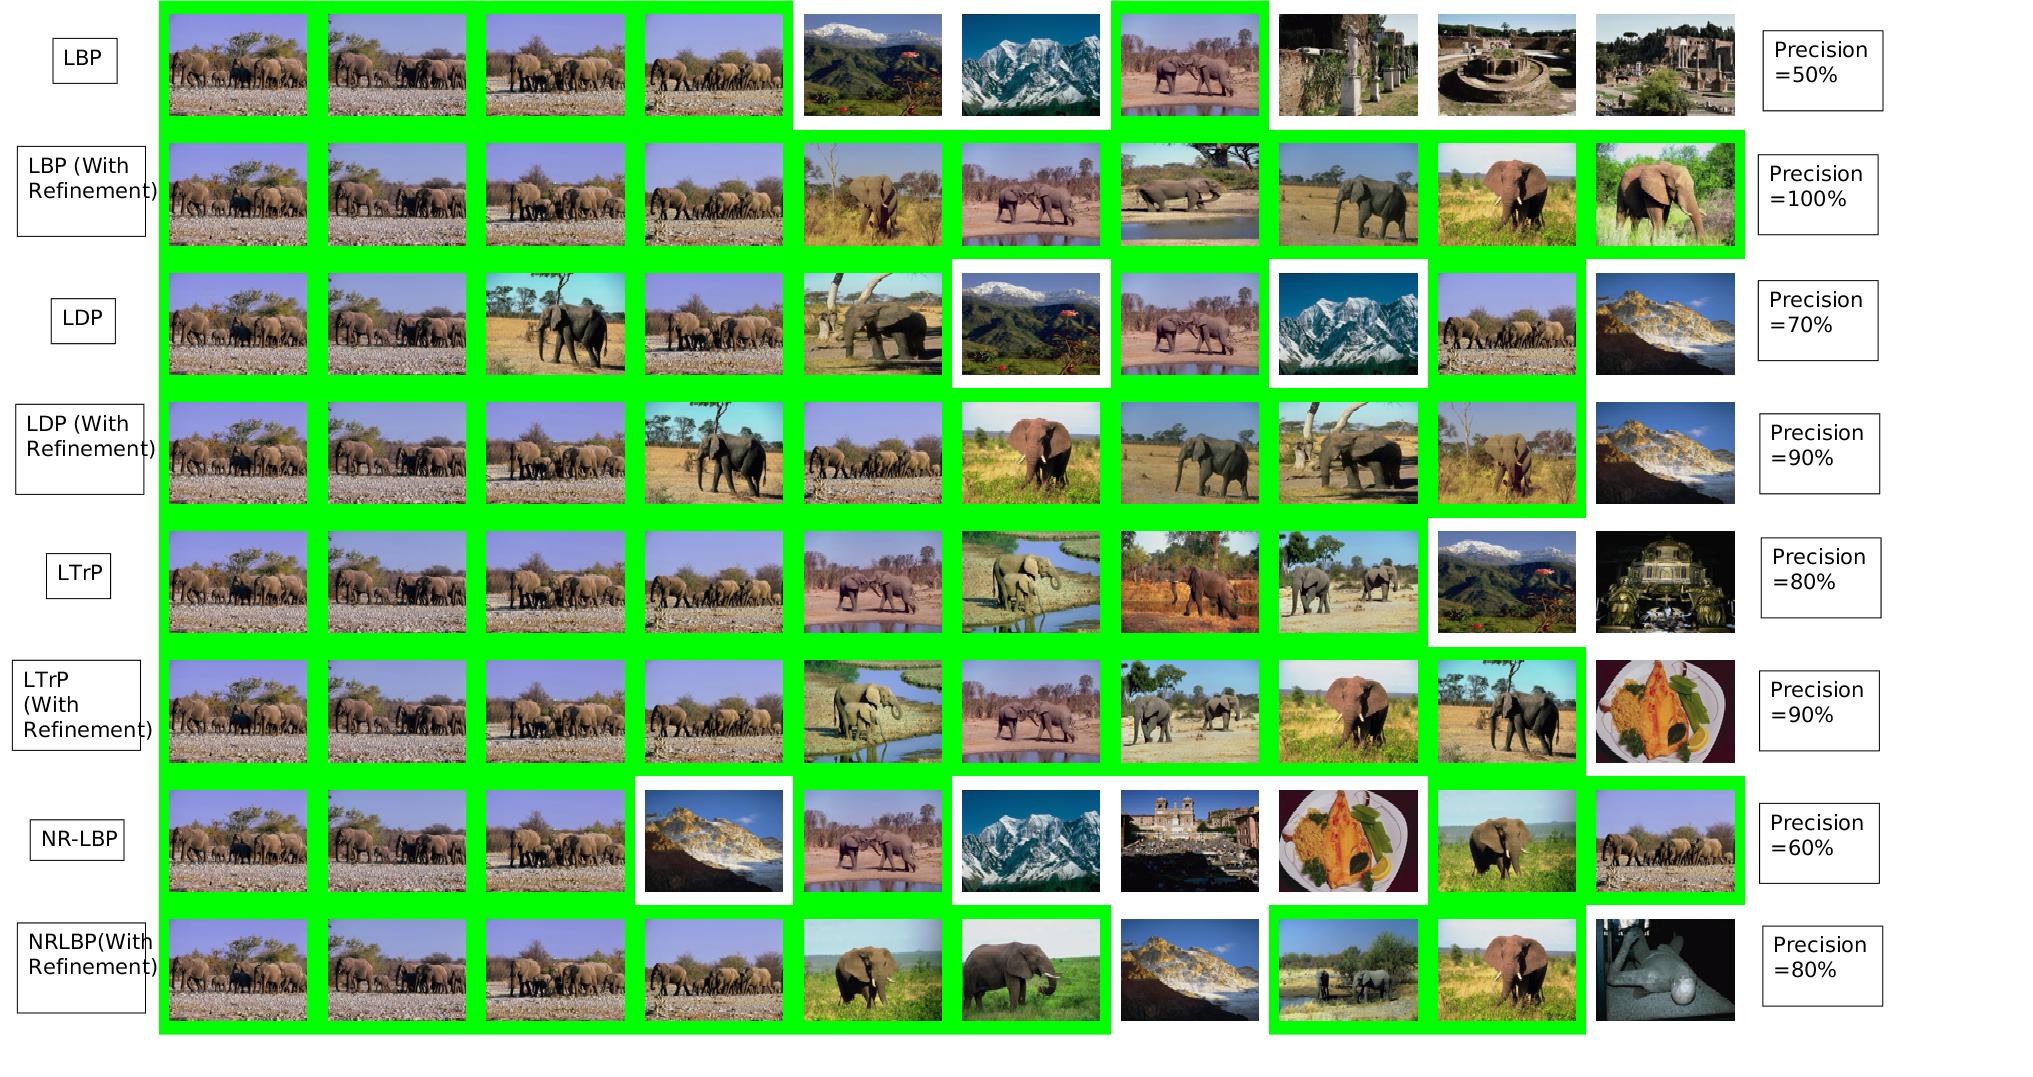 LBP
Precision
=50%
LBP (With
Refinement)
Precision
=100%
LDP
Precision
=70%
LDP (With
Refinement)
Precision
=90%
LTrP
Precision
=80%
LTrP
(With
Refinement)
Precision
=90%
NR-LBP
Precision
=60%
NRLBP(With
Refinement)
Precision
=80%